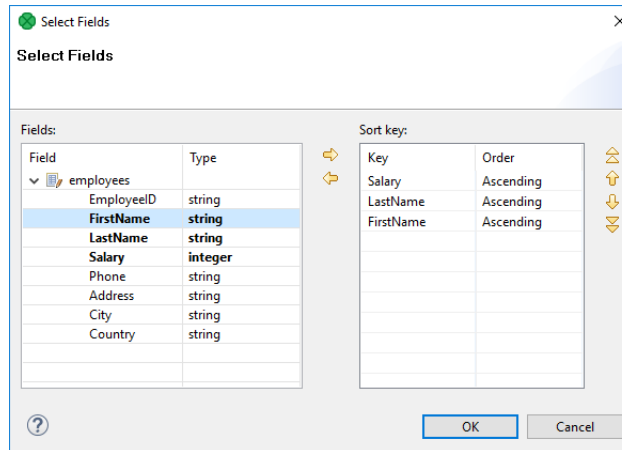 Select Fields
Select Fields
Fields:
Field Type
employees
EmployeeID string
FirstName string
LastName string
Salary integer
Phone string
Address string
City string
Country string
Sort key:
Key Order
Salary Ascending
LastName Ascending
FirstName Ascending
?
OK Cancel